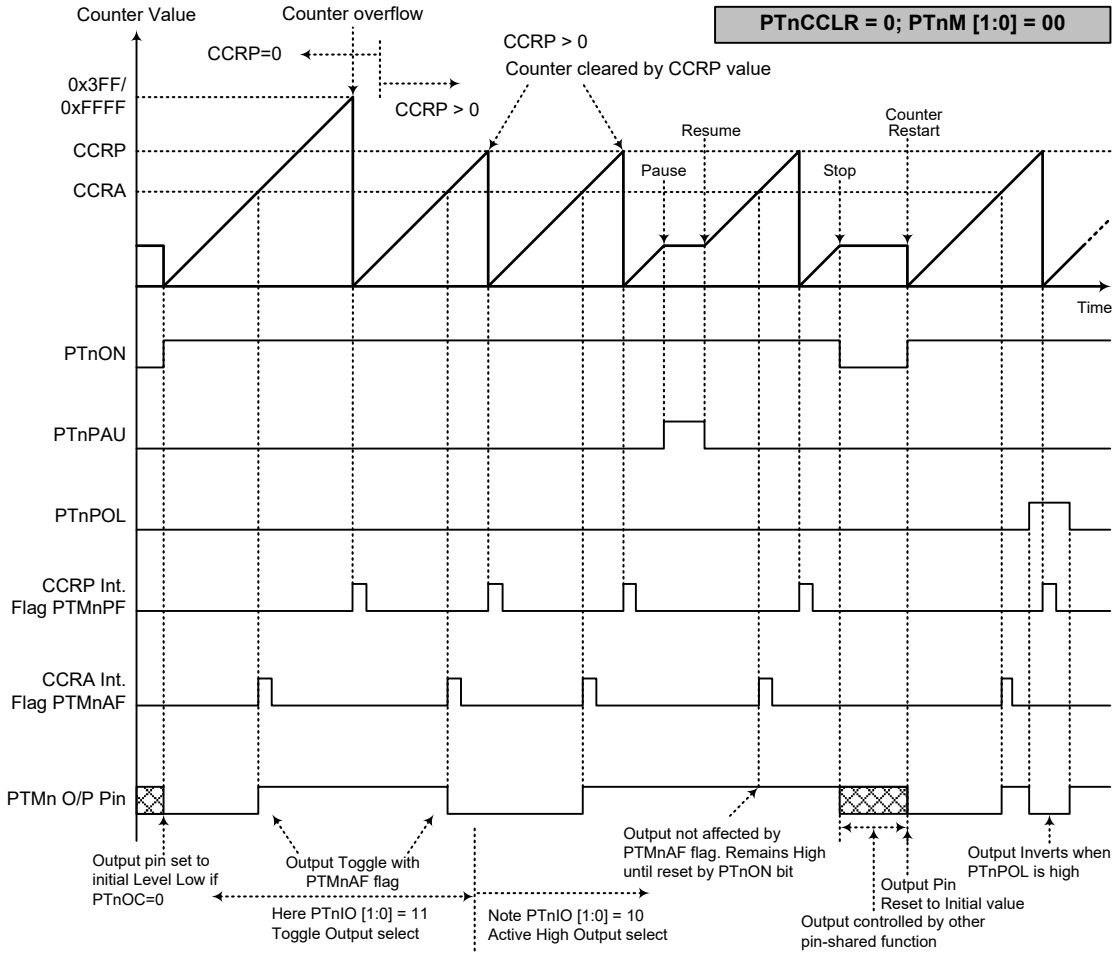 Counter Value
Counter overflow
PTnCCLR = 0; PTnM [1:0] = 00
CCRP=0
CCRP > 0
CCRP > 0
Counter cleared by CCRP value
0x3FF/
0xFFFF
CCRP
CCRA
Pause
Resume
Stop
Counter
Restart
Time
PTnON
PTnPAU
PTnPOL
CCRP Int.
Flag PTMnPF
CCRA Int.
Flag PTMnAF
PTMn O/P Pin
Output pin set to
initial Level Low if
PTnOC=0
Output Toggle with
PTMnAF flag
Here PTnIO [1:0] = 11
Toggle Output select
Note PTnIO [1:0] = 10
Active High Output select
Output not affected by
PTMnAF flag. Remains High
until reset by PTnON bit
Output Pin
Reset to Initial value
Output controlled by other
pin-shared function
Output Inverts when
PTnPOL is high